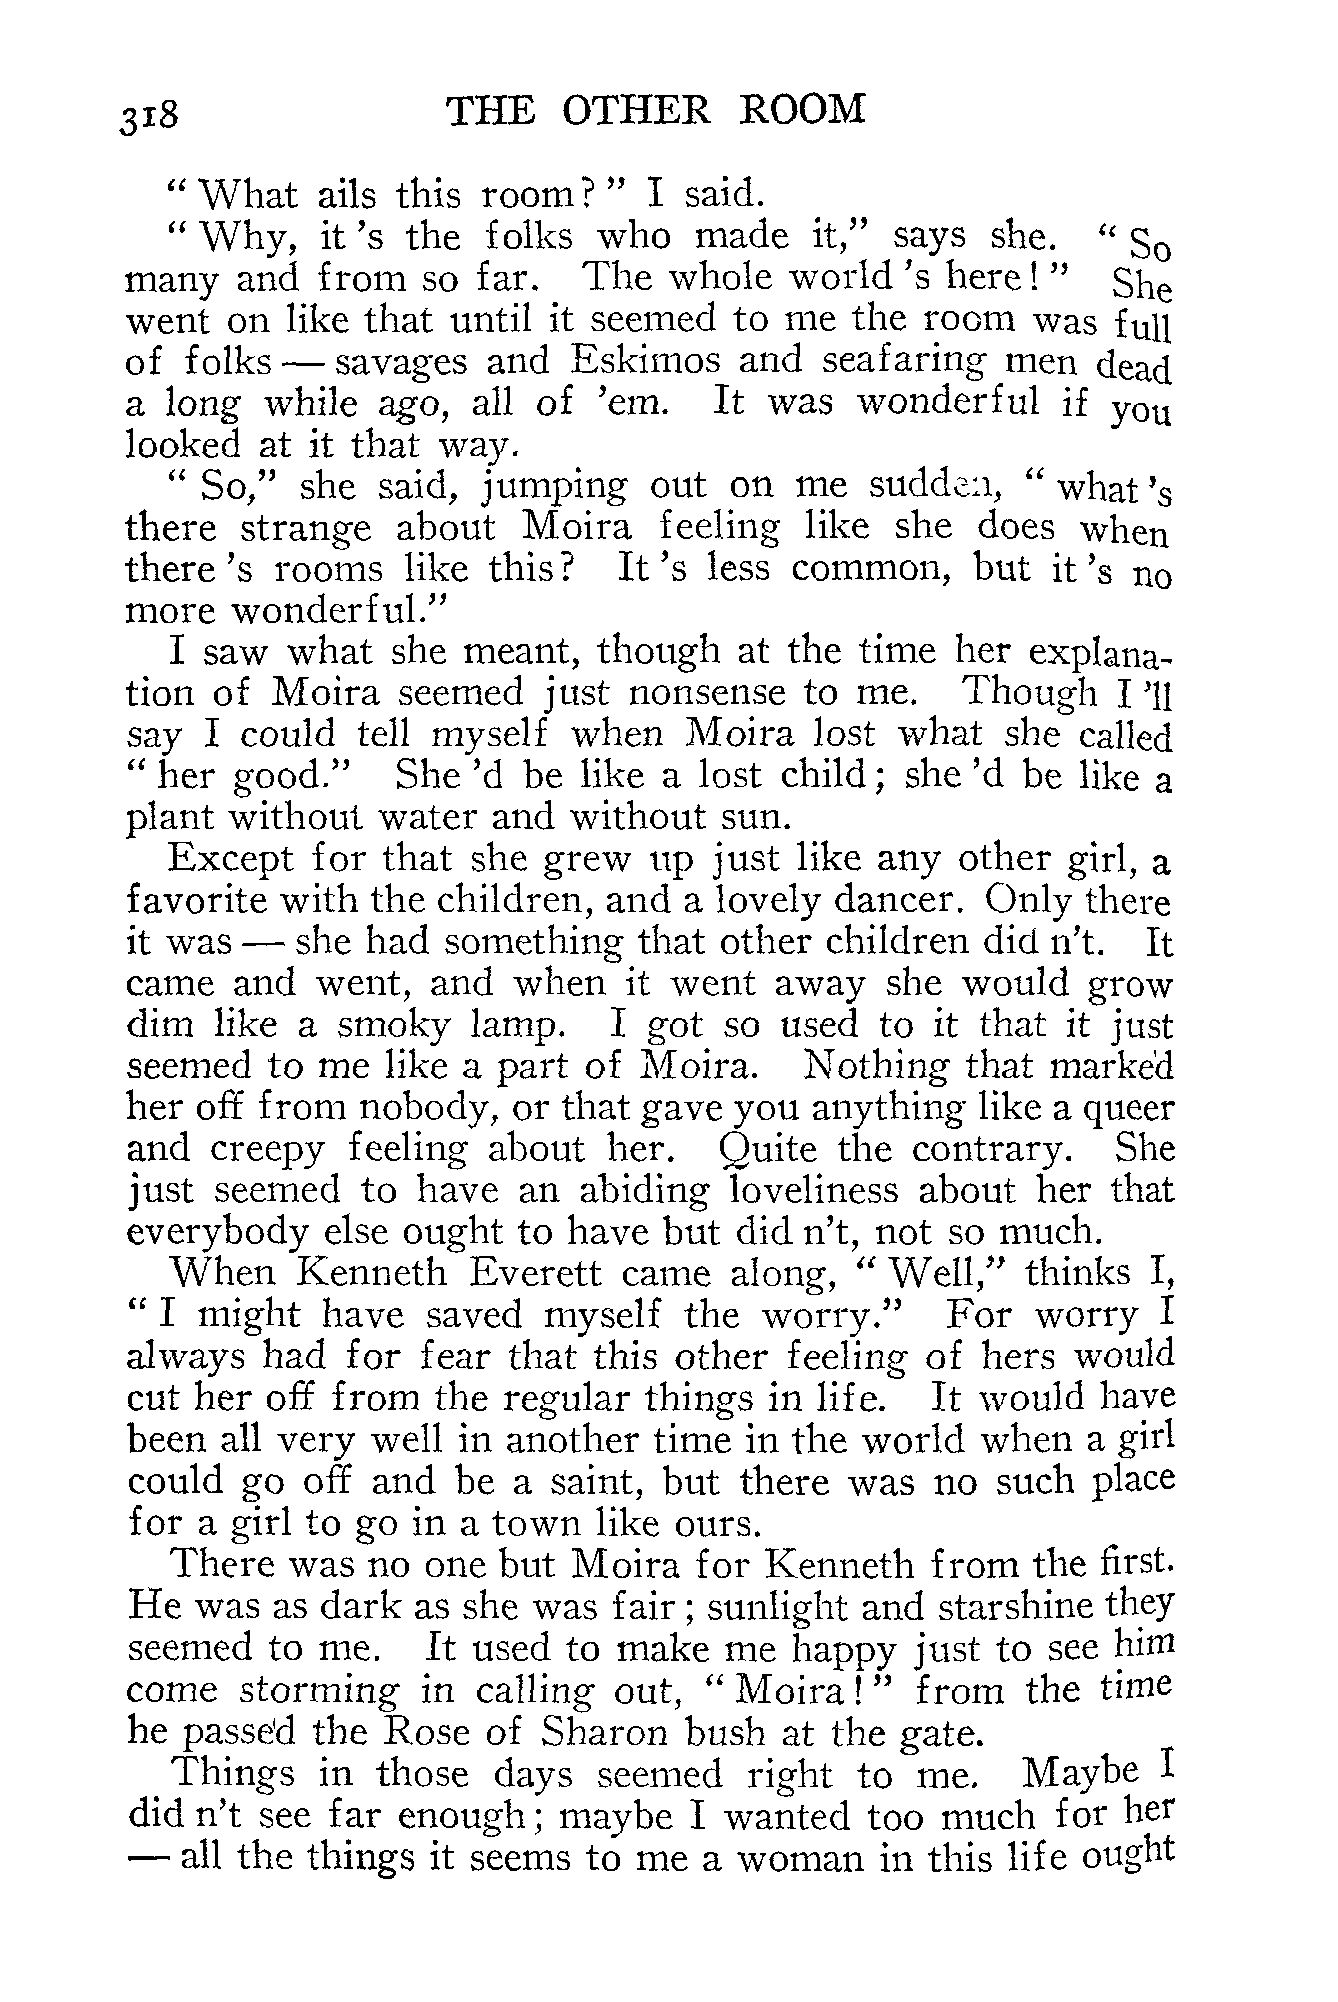 318 THE OTHER ROOM
“ What ails this room? ” I said.
“ Why, it 's the folks who made it,” says she. “ So
many and from so far. The whole world 's here! ” She
went on like that until it seemed to me the room was full
of folks — savages and Eskimos and seafaring men dead
a long while ago, all of 'em. It was wonderful if you
looked at it that way.
“ So,” she said, jumping out on me sudden, “ what 's
there strange about Moira feeling like she does when
there 's rooms like this? It 's less common, but it 's no
more wonderful.”
I saw what she meant, though at the time her explana-
tion of Moira seemed just nonsense to me. Though I 'll
say I could tell myself when Moira lost what she called
“ her good.” She 'd be like a lost child; she 'd be like a
plant without water and without sun.
Except for that she grew up just like any other girl, a
favorite with the children, and a lovely dancer. Only there
it was — she had something that other children did n't. It
came and went, and when it went away she would grow
dim like a smoky lamp. I got so used to it that it just
seemed to me like a part of Moira. Nothing that marked
her off from nobody, or that gave you anything like a queer
and creepy feeling about her. Quite the contrary. She
just seemed to have an abiding loveliness about her that
everybody else ought to have but did n't, not so much.
When Kenneth Everett came along, “ Well,” thinks I,
“ I might have saved myself the worry.” For worry I
always had for fear that this other feeling of hers would
cut her off from the regular things in life. It would have
been all very well in another time in the world when a girl
could go off and be a saint, but there was no such place
for a girl to go in a town like ours.
There was no one but Moira for Kenneth from the first.
He was as dark as she was fair; sunlight and starshine they
seemed to me. It used to make me happy just to see him
come storming in calling out, “ Moira! ” from the time
he passed the Rose of Sharon bush at the gate.
Things in those days seemed right to me. Maybe I
did n't see far enough; maybe I wanted too much for her
— all the things it seems to me a woman in this life ought